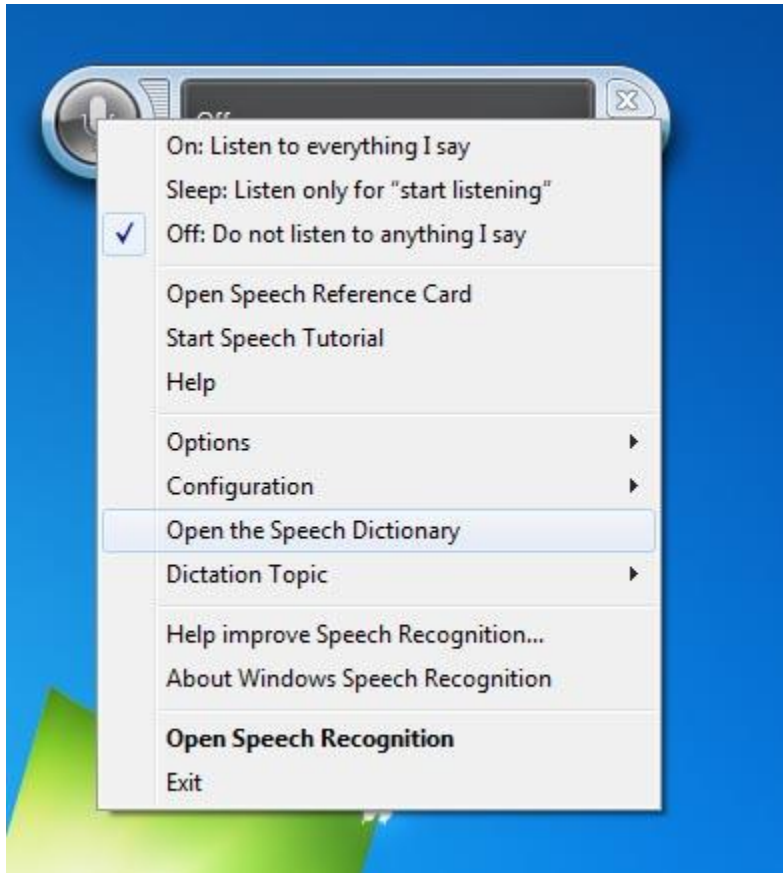 Off
On: Listen to everything I say
Sleep: Listen only for “start listening”
Off: Do not listen to anything I say
Open Speech Reference Card
Start Speech Tutorial
Help
Options
Configuration
Open the Speech Dictionary
Dictation Topic
Help improve Speech Recognition...
About Windows Speech Recognition
Open Speech Recognition
Exit